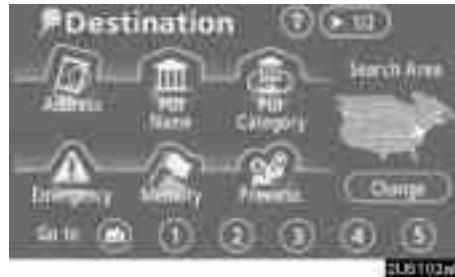 Destination ? ▶ 1/2
Search Area
Address POI Name POI Category
Emergency Memory Previous
Change
Go to 1 2 3 4 5